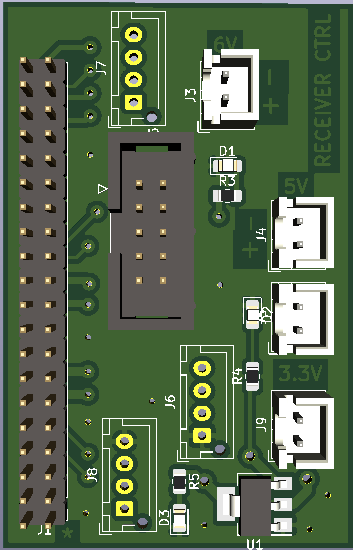 J7
6V
J3
- +
RECEIVER CTRL
D1
R3
5V
J4
- +
3.3V
R4
J6
J9
J8
R5
D3
U1
J1
*